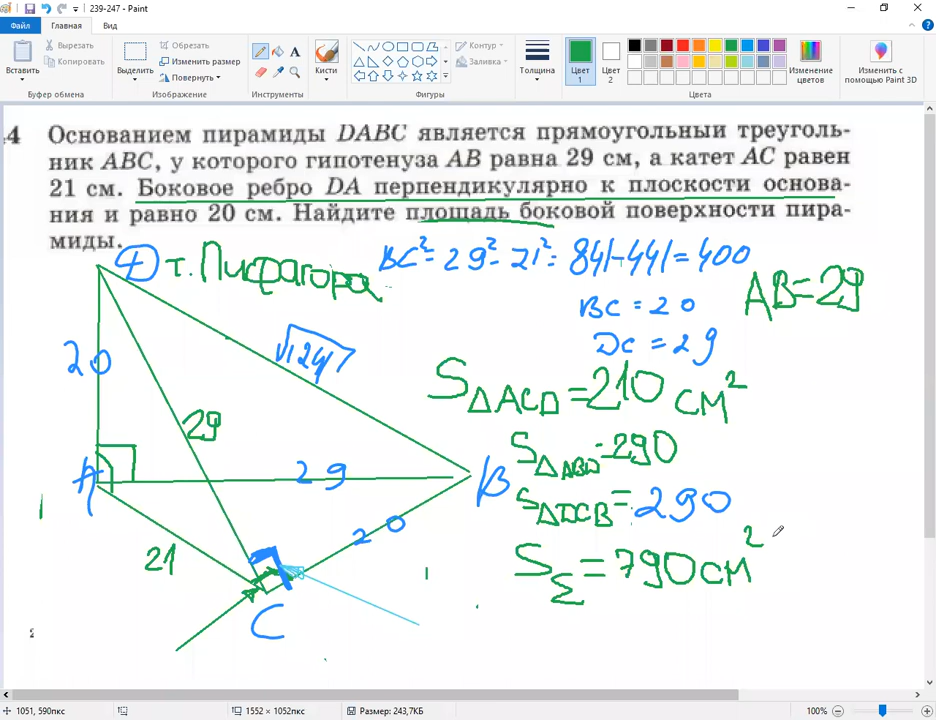 239-247 - Paint
Файл Главная Вид
Вставить Вырезать Копировать
Выделить Обрезать Изменить размер Повернуть
A Кисти
Контур Заливка
Толщина Цвет 1 Цвет 2
Изменение цветов Изменить с помощью Paint 3D
Буфер обмена Изображение Инструменты Фигуры Цвета
4 Основанием пирамиды DABC является прямоугольный треуголь-
ник ABC, у которого гипотенуза AB равна 29 см, а катет AC равен
21 см. Боковое ребро DA перпендикулярно к плоскости основа-
ния и равно 20 см. Найдите площадь боковой поверхности пира-
миды.
т. Пифагора BC² = 29² - 21² = 841 - 441 = 400
AB = 29
BC = 20
DC = 29
20
√1241
S△ACD = 210 см²
29
S△ABD = 290
A 29 B
S△DCB = 290
20
21
S Σ = 790 см²
C
1051, 590пкс 1552 × 1052пкс Размер: 243,7КБ 100%